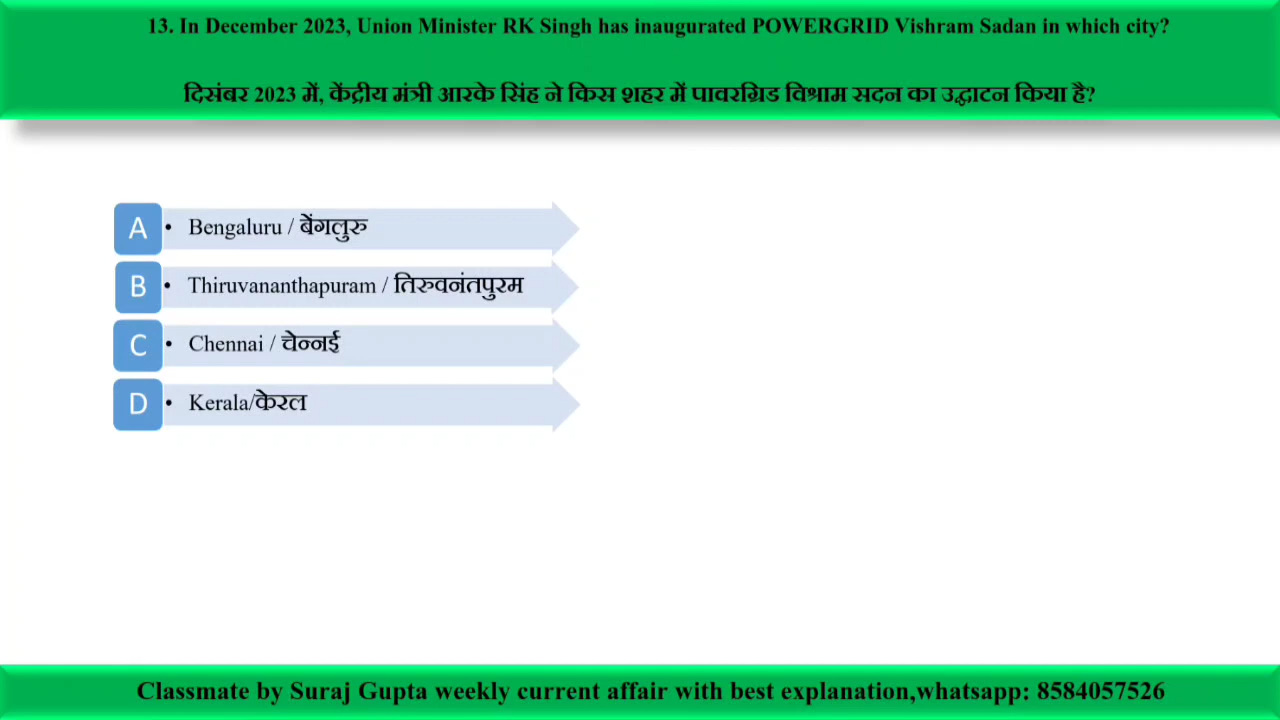 13. In December 2023, Union Minister RK Singh has inaugurated POWERGRID Vishram Sadan in which city?
दिसंबर 2023 में, केंद्रीय मंत्री आरके सिंह ने किस शहर में पावरग्रिड विश्राम सदन का उद्घाटन किया है?
A • Bengaluru / बेंगलुरु
B • Thiruvananthapuram / तिरुवनंतपुरम
C • Chennai / चेन्नई
D • Kerala/केरल
Classmate by Suraj Gupta weekly current affair with best explanation,whatsapp: 8584057526